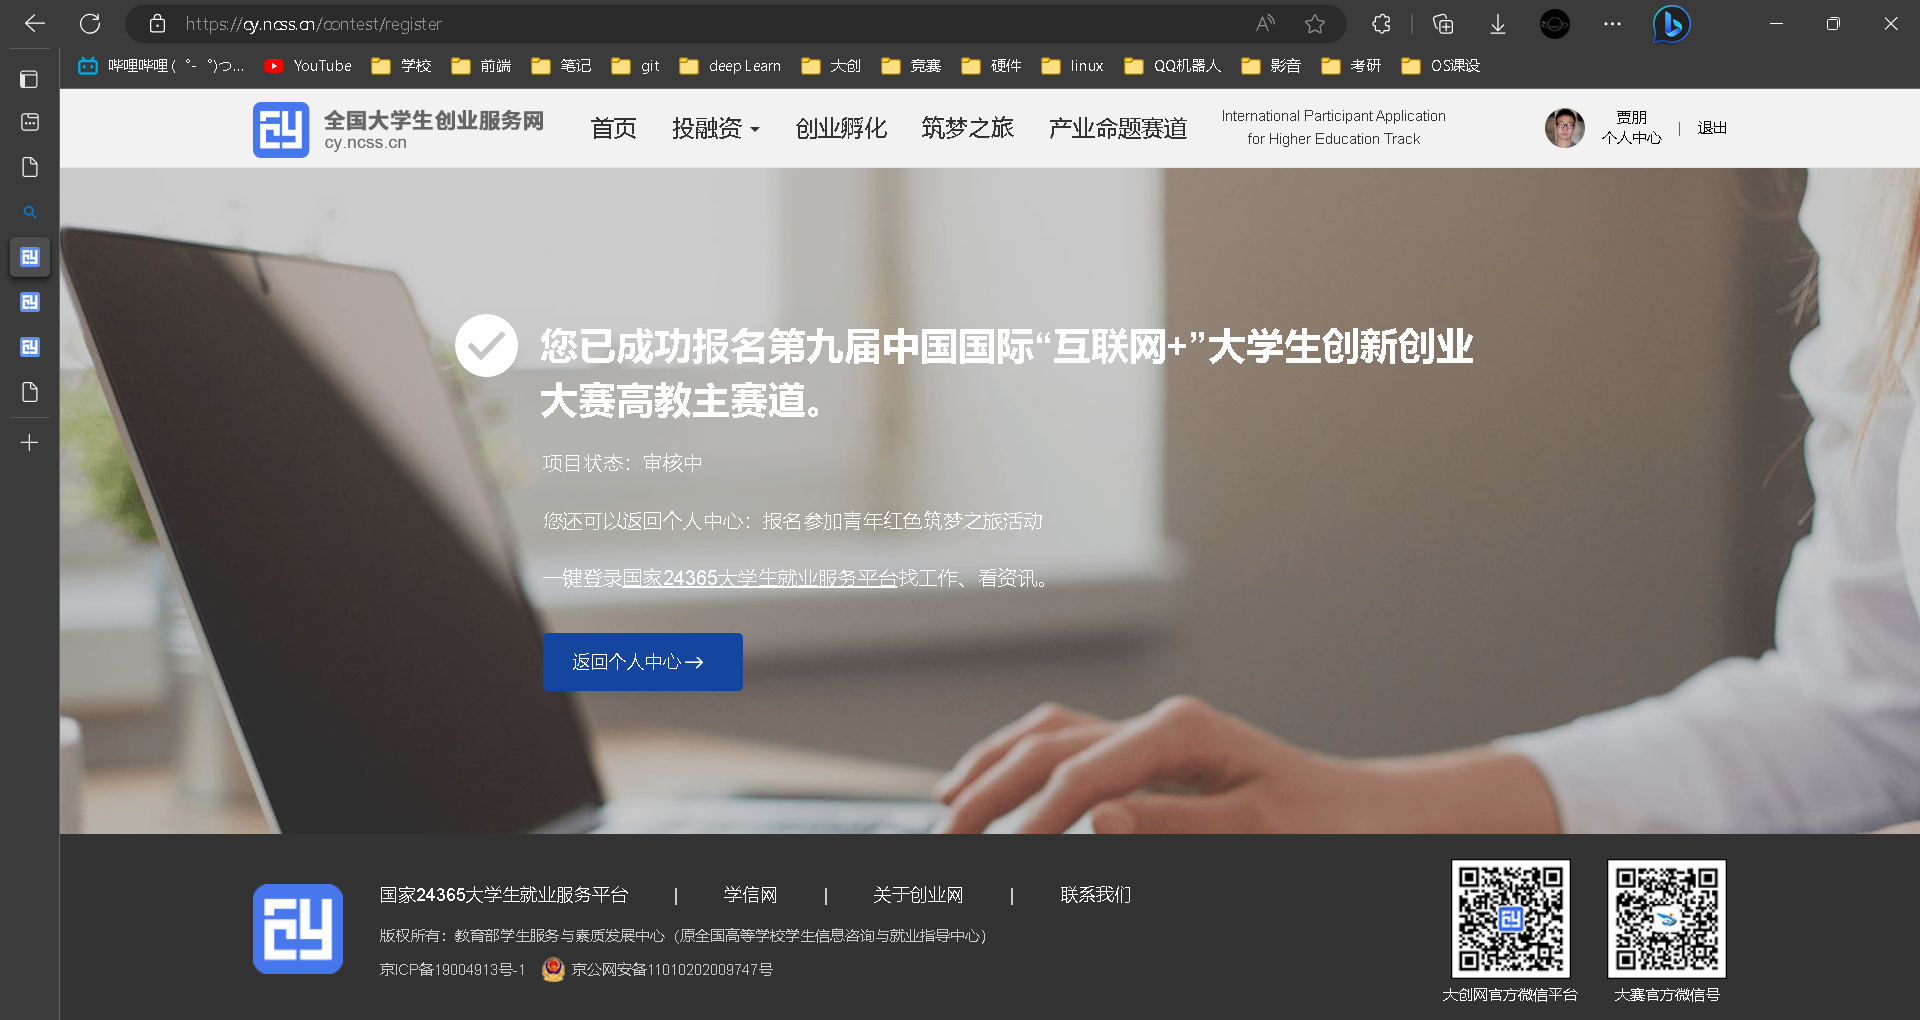 https://cy.ncss.cn/contest/register
哔哩哔哩 (゜-゜)つ... YouTube 学校 前端 笔记 git deep Learn 大创 竞赛 硬件 linux QQ机器人 影音 考研 OS课设
全国大学生创业服务网
cy.ncss.cn
首页 投融资 创业孵化 筑梦之旅 产业命题赛道
International Participant Application
for Higher Education Track
贾朋
个人中心 | 退出
您已成功报名第九届中国国际“互联网+”大学生创新创业
大赛高教主赛道。
项目状态：审核中
您还可以返回个人中心：报名参加青年红色筑梦之旅活动
一键登录国家24365大学生就业服务平台找工作、看资讯。
返回个人中心→
国家24365大学生就业服务平台 | 学信网 | 关于创业网 | 联系我们
版权所有：教育部学生服务与素质发展中心（原全国高等学校学生信息咨询与就业指导中心）
京ICP备19004913号-1 京公网安备11010202009747号
大创网官方微信平台 大赛官方微信号